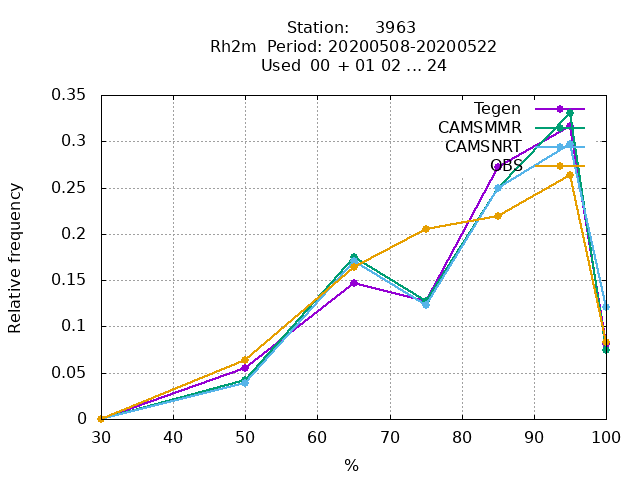 Station: 3963
Rh2m Period: 20200508-20200522
Used 00 + 01 02 ... 24
Tegen
CAMSMMR
CAMSNRT
OBS
Relative frequency
0.35
0.3
0.25
0.2
0.15
0.1
0.05
0
30 40 50 60 70 80 90 100
%